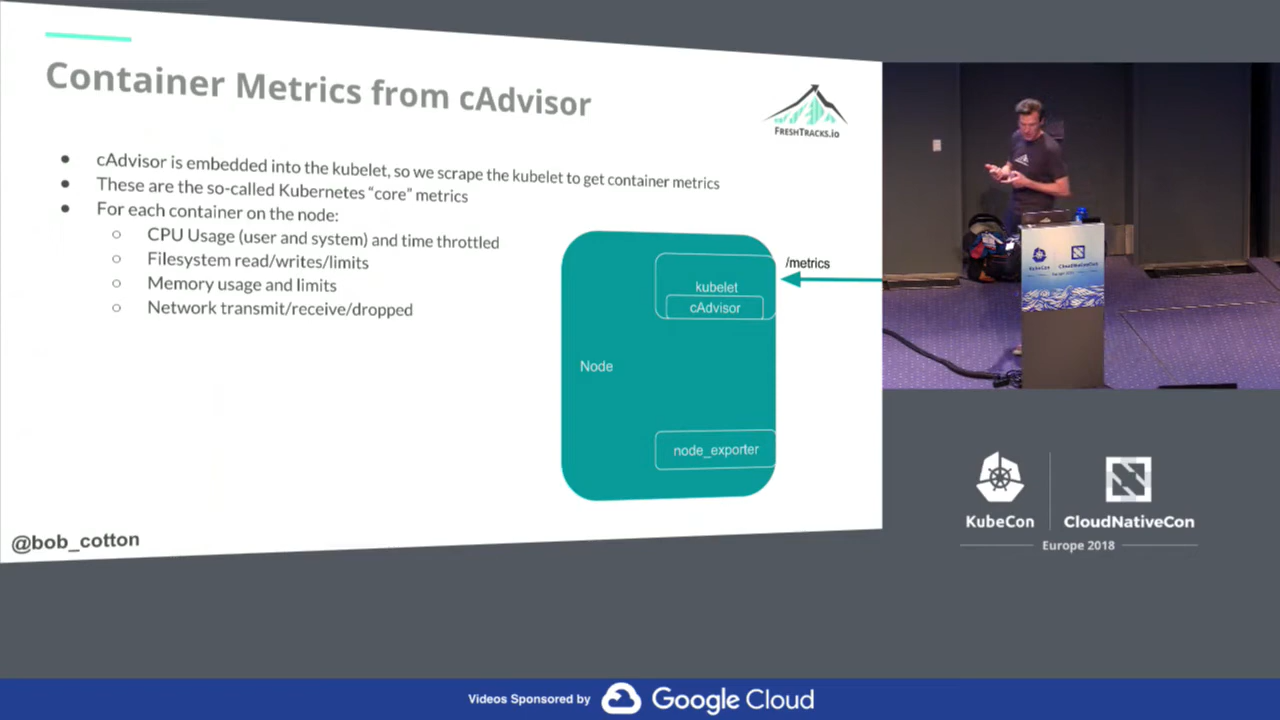 Container Metrics from cAdvisor
FRESHTRACKS.IO
● cAdvisor is embedded into the kubelet, so we scrape the kubelet to get container metrics
● These are the so-called Kubernetes “core” metrics
● For each container on the node:
○ CPU Usage (user and system) and time throttled
○ Filesystem read/writes/limits
○ Memory usage and limits
○ Network transmit/receive/dropped
/metrics
kubelet
cAdvisor
Node
node_exporter
@bob_cotton
KubeCon
CloudNativeCon
KubeCon
CloudNativeCon
Europe 2018
Videos Sponsored by Google Cloud